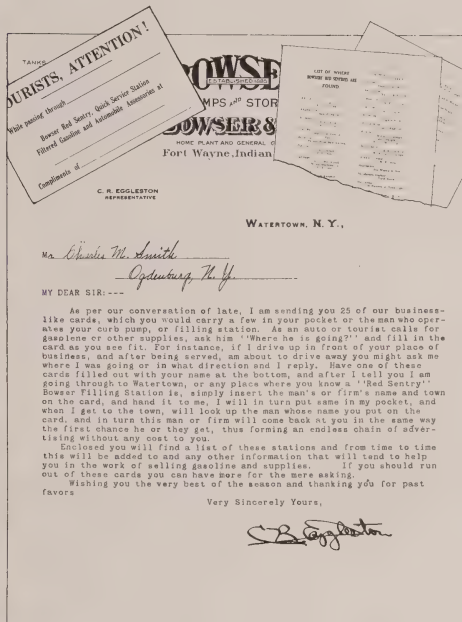 TANKS
TOURISTS, ATTENTION!
While passing through
Bowser Red Sentry, Quick Service Station
Filtered Gasoline and Automobile Accessories at
Compliments of
BOWSER
ESTABLISHED 1885
PUMPS AND STOR
BOWSER &
HOME PLANT AND GENERAL
Fort Wayne, Indian
LIST OF WHERE
BOWSERS RED SENTRIES ARE
FOUND
C. R. EGGLESTON
REPRESENTATIVE
WATERTOWN, N. Y.,
Mr. Charles M. Smith
Ogdenburg, N. Y.
MY DEAR SIR:---
As per our conversation of late, I am sending you 25 of our business-
like cards, which you would carry a few in your pocket or the man who oper-
ates your curb pump, or filling station. As an auto or tourist calls for
gasolene or other supplies, ask him ''Where he is going?'' and fill in the
card as you see fit. For instance, if I drive up in front of your place of
business, and after being served, am about to drive away you might ask me
where I was going or in what direction and I reply. Have one of these
cards filled out with your name at the bottom, and after I tell you I am
going through to Watertown, or any place where you know a ''Red Sentry''
Bowser Filling Station is, simply insert the man's or firm's name and town
on the card, and hand it to me, I will in turn put same in my pocket, and
when I get to the town, will look up the man whose name you put on the
card, and in turn this man or firm will come back at you in the same way
the first chance he or they get, thus forming an endless chain of adver-
tising without any cost to you.
Enclosed you will find a list of these stations and from time to time
this will be added to and any other information that will tend to help
you in the work of selling gasoline and supplies. If you should run
out of these cards you can have more for the mere asking.
Wishing you the very best of the season and thanking you for past
favors
Very Sincerely Yours,
C R Eggleston